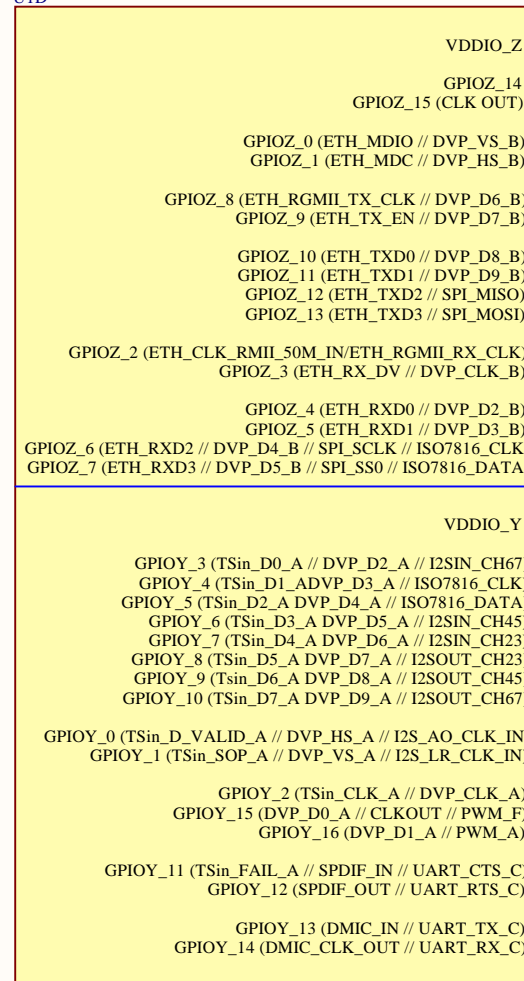 U1D
VDDIO_Z
GPIOZ_14
GPIOZ_15 (CLK OUT)
GPIOZ_0 (ETH_MDIO // DVP_VS_B)
GPIOZ_1 (ETH_MDC // DVP_HS_B)
GPIOZ_8 (ETH_RGMII_TX_CLK // DVP_D6_B)
GPIOZ_9 (ETH_TX_EN // DVP_D7_B)
GPIOZ_10 (ETH_TXD0 // DVP_D8_B)
GPIOZ_11 (ETH_TXD1 // DVP_D9_B)
GPIOZ_12 (ETH_TXD2 // SPI_MISO)
GPIOZ_13 (ETH_TXD3 // SPI_MOSI)
GPIOZ_2 (ETH_CLK_RMII_50M_IN/ETH_RGMII_RX_CLK)
GPIOZ_3 (ETH_RX_DV // DVP_CLK_B)
GPIOZ_4 (ETH_RXD0 // DVP_D2_B)
GPIOZ_5 (ETH_RXD1 // DVP_D3_B)
GPIOZ_6 (ETH_RXD2 // DVP_D4_B // SPI_SCLK // ISO7816_CLK
GPIOZ_7 (ETH_RXD3 // DVP_D5_B // SPI_SS0 // ISO7816_DATA
VDDIO_Y
GPIOY_3 (TSin_D0_A // DVP_D2_A // I2SIN_CH67)
GPIOY_4 (TSin_D1_ADVP_D3_A // ISO7816_CLK)
GPIOY_5 (TSin_D2_A DVP_D4_A // ISO7816_DATA)
GPIOY_6 (TSin_D3_A DVP_D5_A // I2SIN_CH45)
GPIOY_7 (TSin_D4_A DVP_D6_A // I2SIN_CH23)
GPIOY_8 (TSin_D5_A DVP_D7_A // I2SOUT_CH23)
GPIOY_9 (Tsin_D6_A DVP_D8_A // I2SOUT_CH45)
GPIOY_10 (Tsin_D7_A DVP_D9_A // I2SOUT_CH67)
GPIOY_0 (TSin_D_VALID_A // DVP_HS_A // I2S_AO_CLK_IN)
GPIOY_1 (TSin_SOP_A // DVP_VS_A // I2S_LR_CLK_IN)
GPIOY_2 (TSin_CLK_A // DVP_CLK_A)
GPIOY_15 (DVP_D0_A // CLKOUT // PWM_F)
GPIOY_16 (DVP_D1_A // PWM_A)
GPIOY_11 (TSin_FAIL_A // SPDIF_IN // UART_CTS_C)
GPIOY_12 (SPDIF_OUT // UART_RTS_C)
GPIOY_13 (DMIC_IN // UART_TX_C)
GPIOY_14 (DMIC_CLK_OUT // UART_RX_C)